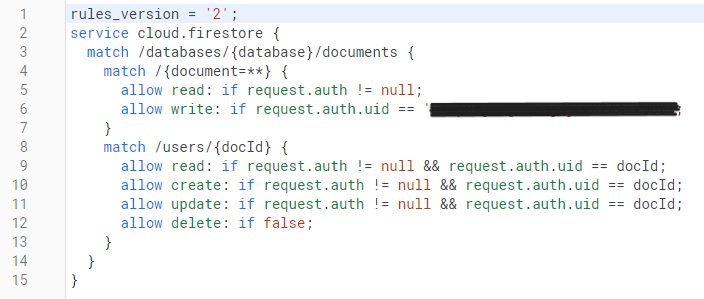 1 rules_version = '2';
2 service cloud.firestore {
3   match /databases/{database}/documents {
4     match /{document=**} {
5       allow read: if request.auth != null;
6       allow write: if request.auth.uid == '
7     }
8     match /users/{docId} {
9       allow read: if request.auth != null && request.auth.uid == docId;
10       allow create: if request.auth != null && request.auth.uid == docId;
11       allow update: if request.auth != null && request.auth.uid == docId;
12       allow delete: if false;
13     }
14   }
15 }